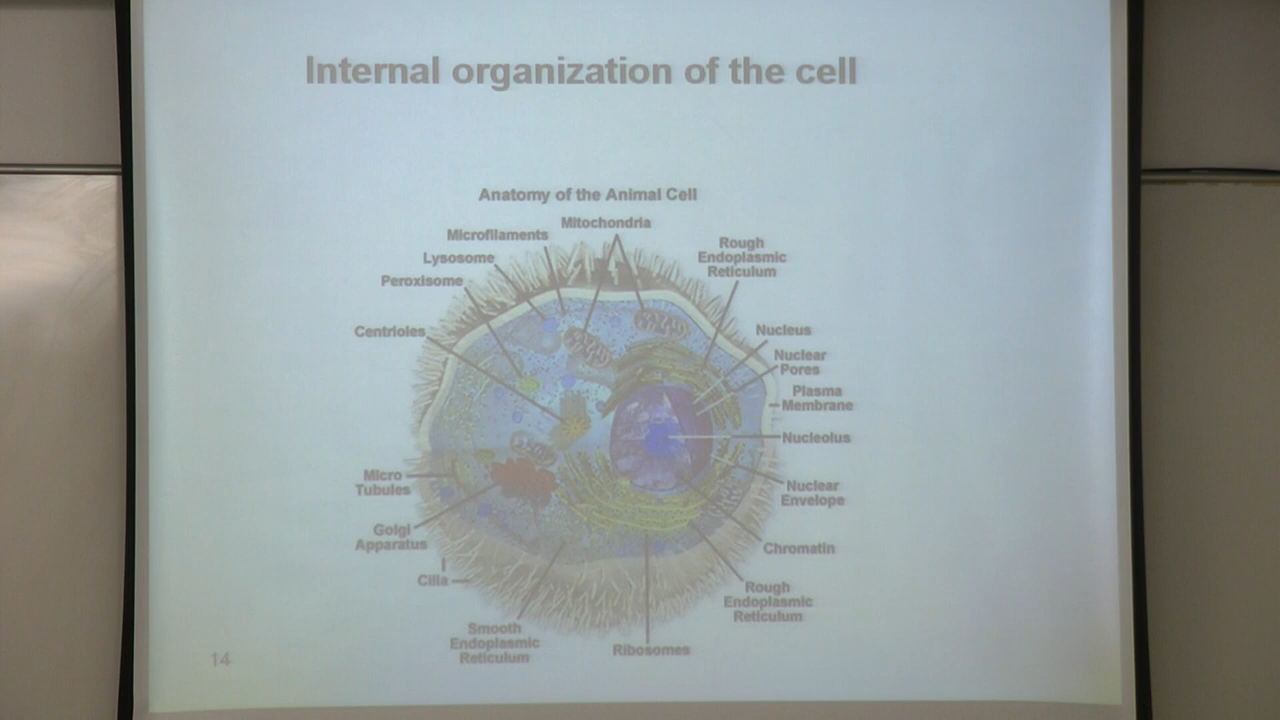 Internal organization of the cell
Anatomy of the Animal Cell
Mitochondria
Microfilaments
Lysosome
Peroxisome
Centrioles
Rough
Endoplasmic
Reticulum
Nucleus
Nuclear
Pores
Plasma
Membrane
Nucleolus
Nuclear
Envelope
Chromatin
Rough
Endoplasmic
Reticulum
Ribosomes
Smooth
Endoplasmic
Reticulum
Cilia
Golgi
Apparatus
Micro
Tubules
14